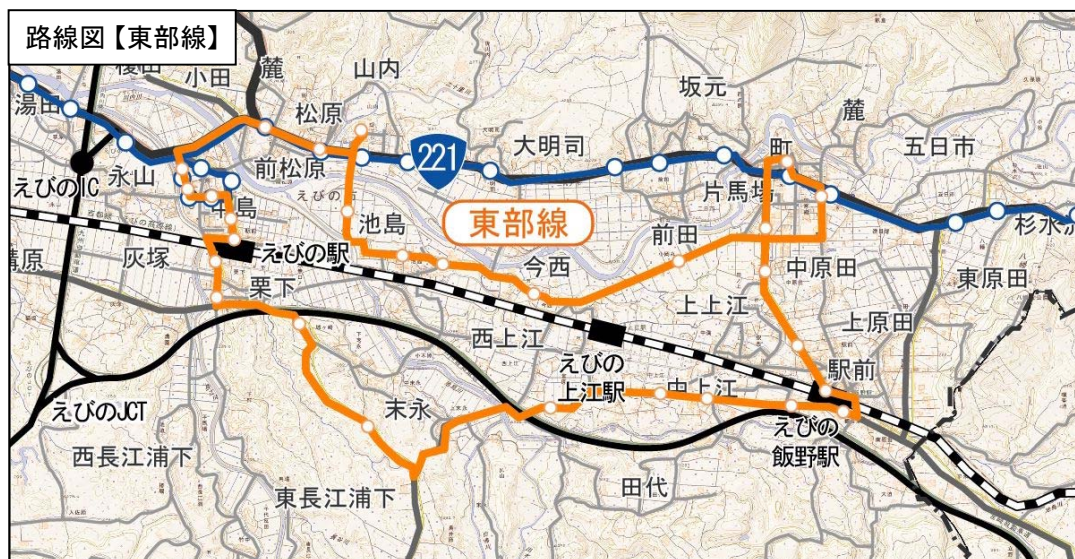 路線図【東部線】
榎田
小田
麓
山内
松原
坂元
麓
湯田
大明司
町
五日市
221
前松原
えびのIC
永山
片馬場
中島
池島
東部線
前田
杉水流
えびの駅
灰塚
今西
中原田
東原田
溝原
栗下
上上江
上原田
西上江
えびの
上江駅
中上江
駅前
えびのJCT
末永
えびの
飯野駅
西長江浦下
東長江浦下
田代